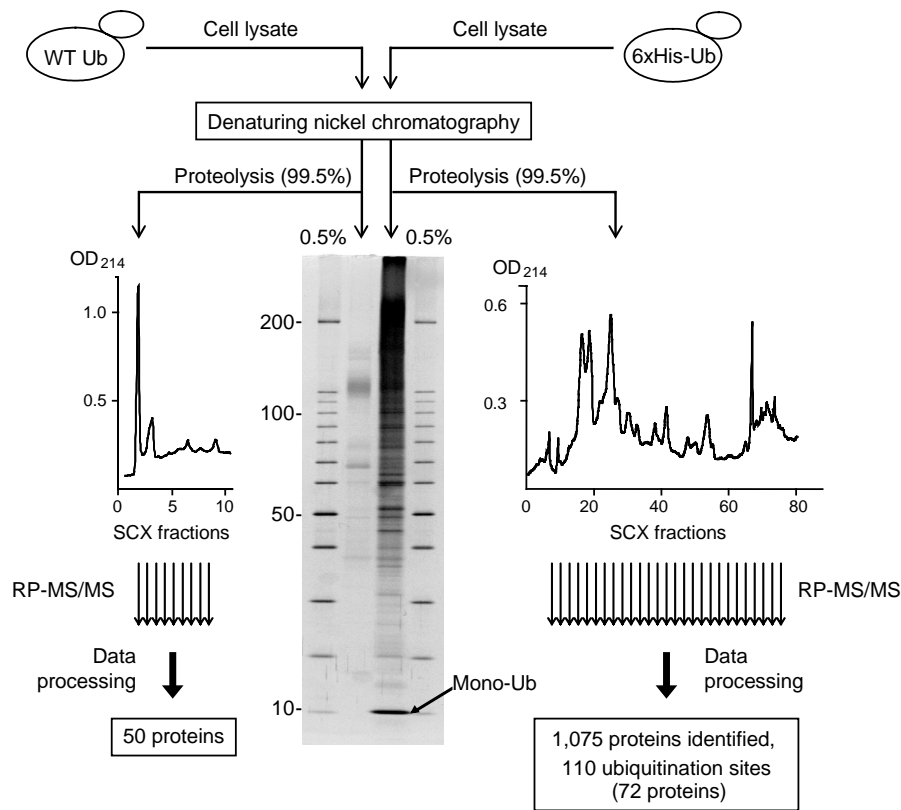 WT Ub
Cell lysate
Cell lysate
6xHis-Ub
Denaturing nickel chromatography
Proteolysis (99.5%)
Proteolysis (99.5%)
0.5%
0.5%
OD214
1.0
0.5
0
5
10
SCX fractions
200-
100-
50-
10-
Mono-Ub
OD214
0.6
0.3
0
20
40
60
80
SCX fractions
RP-MS/MS
RP-MS/MS
Data
processing
Data
processing
50 proteins
1,075 proteins identified,
110 ubiquitination sites
(72 proteins)